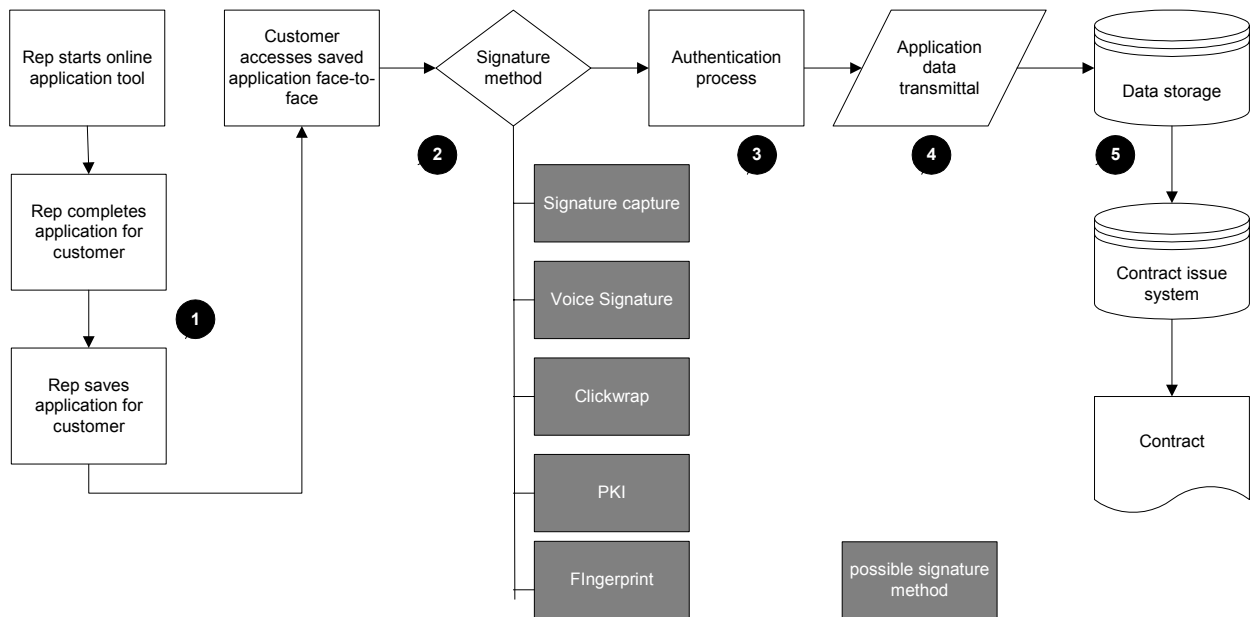 Rep starts online
application tool
Rep completes
application for
customer
1
Rep saves
application for
customer
Customer
accesses saved
application face-to-
face
2
Signature
method
Signature capture
Voice Signature
Clickwrap
PKI
FIngerprint
Authentication
process
3
Application
data
transmittal
4
possible signature
method
Data storage
5
Contract issue
system
Contract